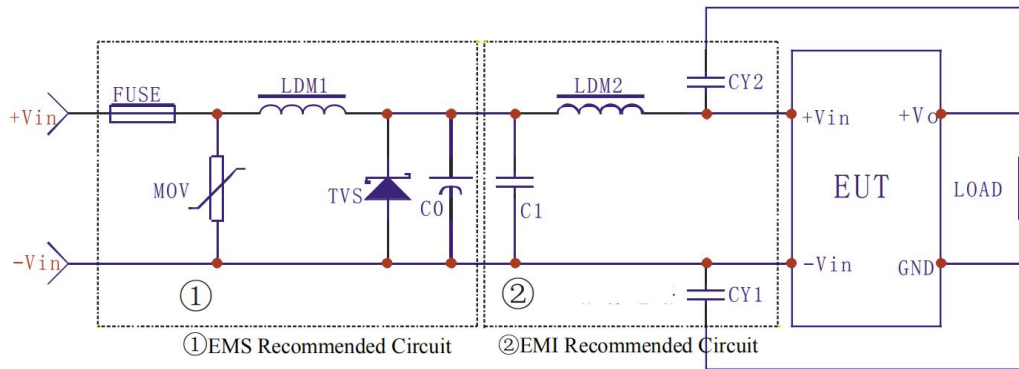 FUSE
LDM1
LDM2
CY2
+Vin
+Vin
+Vo
MOV
TVS
C0
C1
EUT
LOAD
-Vin
-Vin
GND
①
②
CY1
①EMS Recommended Circuit
②EMI Recommended Circuit